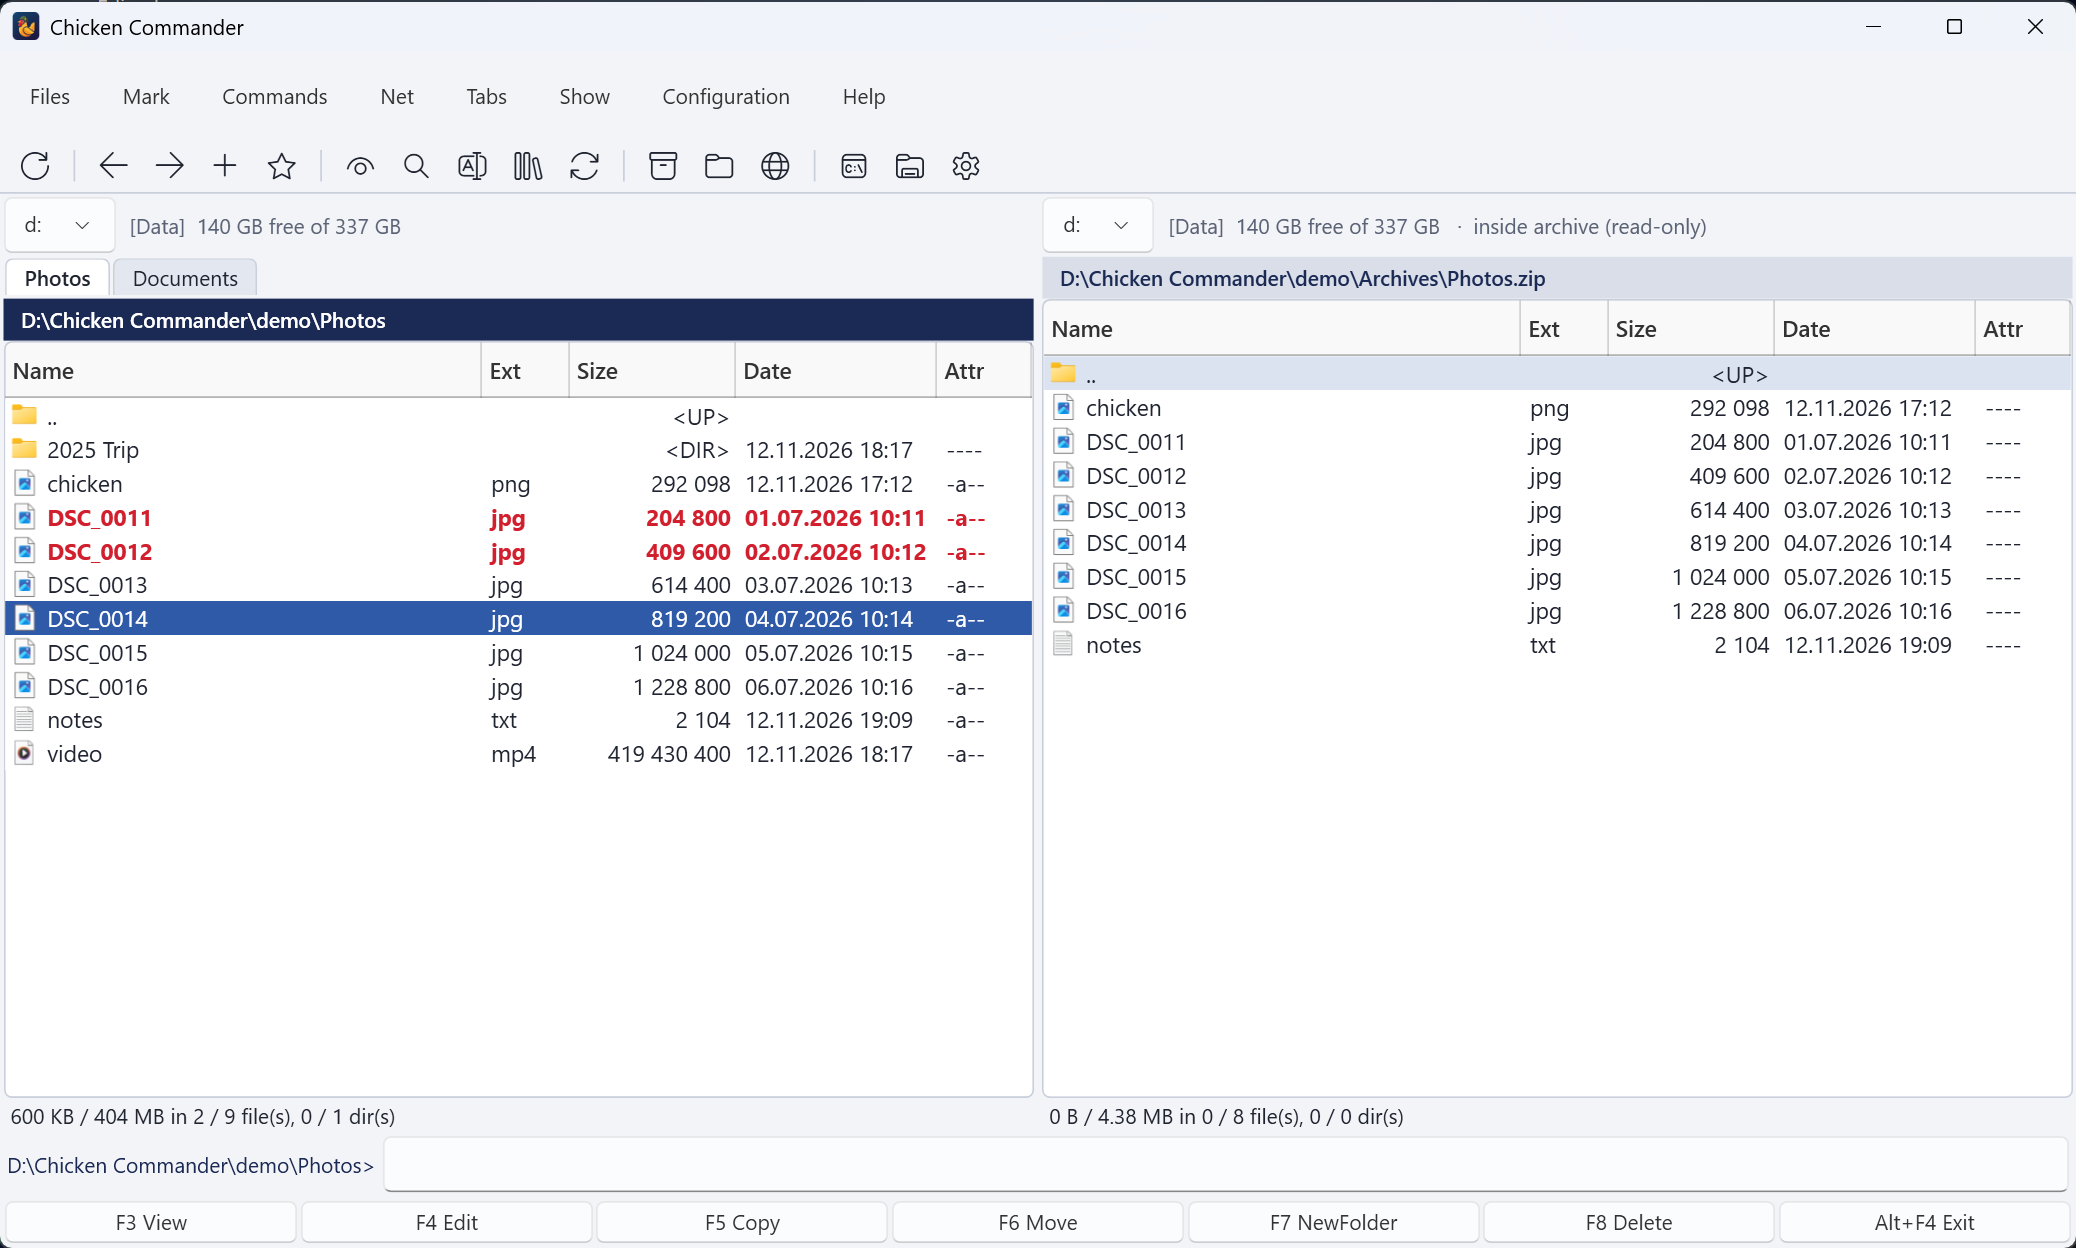 Chicken Commander
Files Mark Commands Net Tabs Show Configuration Help
d: [Data] 140 GB free of 337 GB
Photos Documents
D:\Chicken Commander\demo\Photos
Name Ext Size Date Attr
.. <UP>
2025 Trip <DIR> 12.11.2026 18:17 ----
chicken png 292 098 12.11.2026 17:12 -a--
DSC_0011 jpg 204 800 01.07.2026 10:11 -a--
DSC_0012 jpg 409 600 02.07.2026 10:12 -a--
DSC_0013 jpg 614 400 03.07.2026 10:13 -a--
DSC_0014 jpg 819 200 04.07.2026 10:14 -a--
DSC_0015 jpg 1 024 000 05.07.2026 10:15 -a--
DSC_0016 jpg 1 228 800 06.07.2026 10:16 -a--
notes txt 2 104 12.11.2026 19:09 -a--
video mp4 419 430 400 12.11.2026 18:17 -a--
600 KB / 404 MB in 2 / 9 file(s), 0 / 1 dir(s)
d: [Data] 140 GB free of 337 GB · inside archive (read-only)
D:\Chicken Commander\demo\Archives\Photos.zip
Name Ext Size Date Attr
.. <UP>
chicken png 292 098 12.11.2026 17:12 ----
DSC_0011 jpg 204 800 01.07.2026 10:11 ----
DSC_0012 jpg 409 600 02.07.2026 10:12 ----
DSC_0013 jpg 614 400 03.07.2026 10:13 ----
DSC_0014 jpg 819 200 04.07.2026 10:14 ----
DSC_0015 jpg 1 024 000 05.07.2026 10:15 ----
DSC_0016 jpg 1 228 800 06.07.2026 10:16 ----
notes txt 2 104 12.11.2026 19:09 ----
0 B / 4.38 MB in 0 / 8 file(s), 0 / 0 dir(s)
D:\Chicken Commander\demo\Photos>
F3 View F4 Edit F5 Copy F6 Move F7 NewFolder F8 Delete Alt+F4 Exit